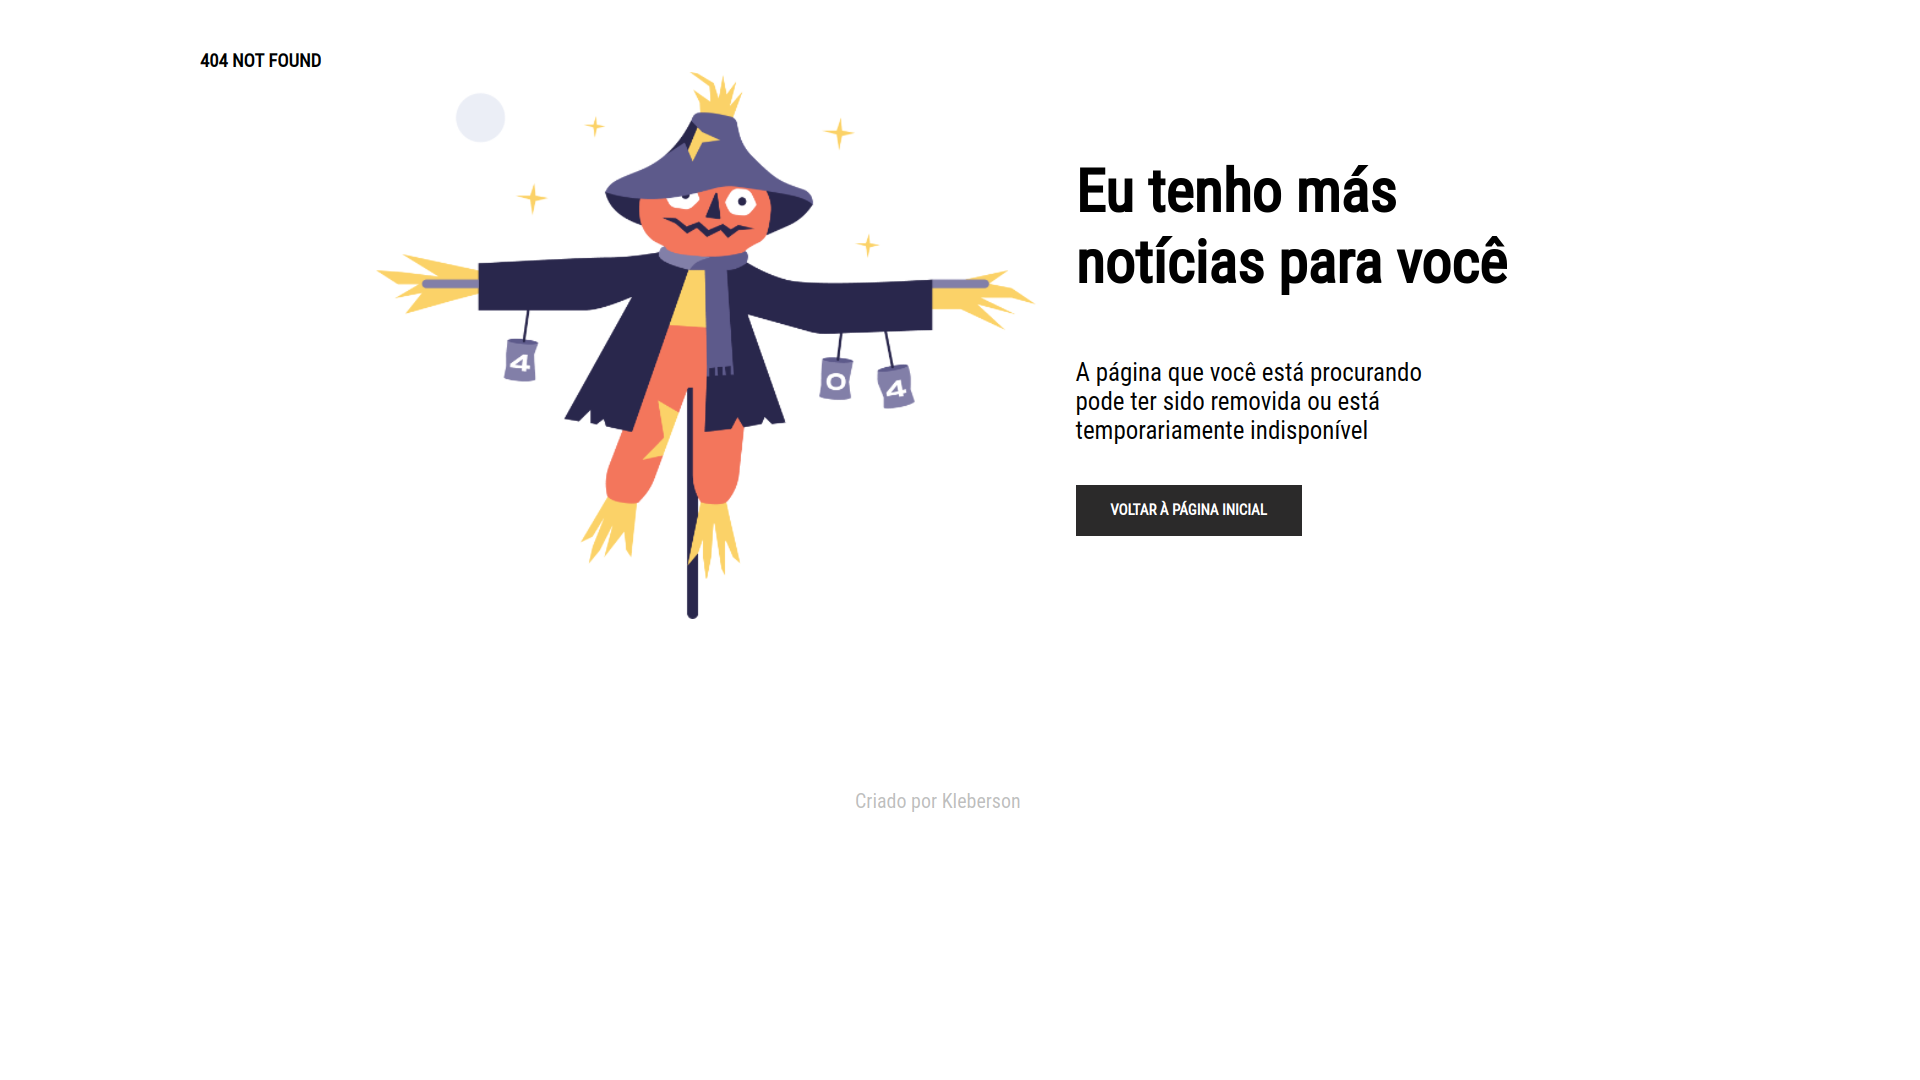 404 NOT FOUND
Eu tenho más
notícias para você
4
0
4
A página que você está procurando
pode ter sido removida ou está
temporariamente indisponível
VOLTAR À PÁGINA INICIAL
Criado por Kleberson